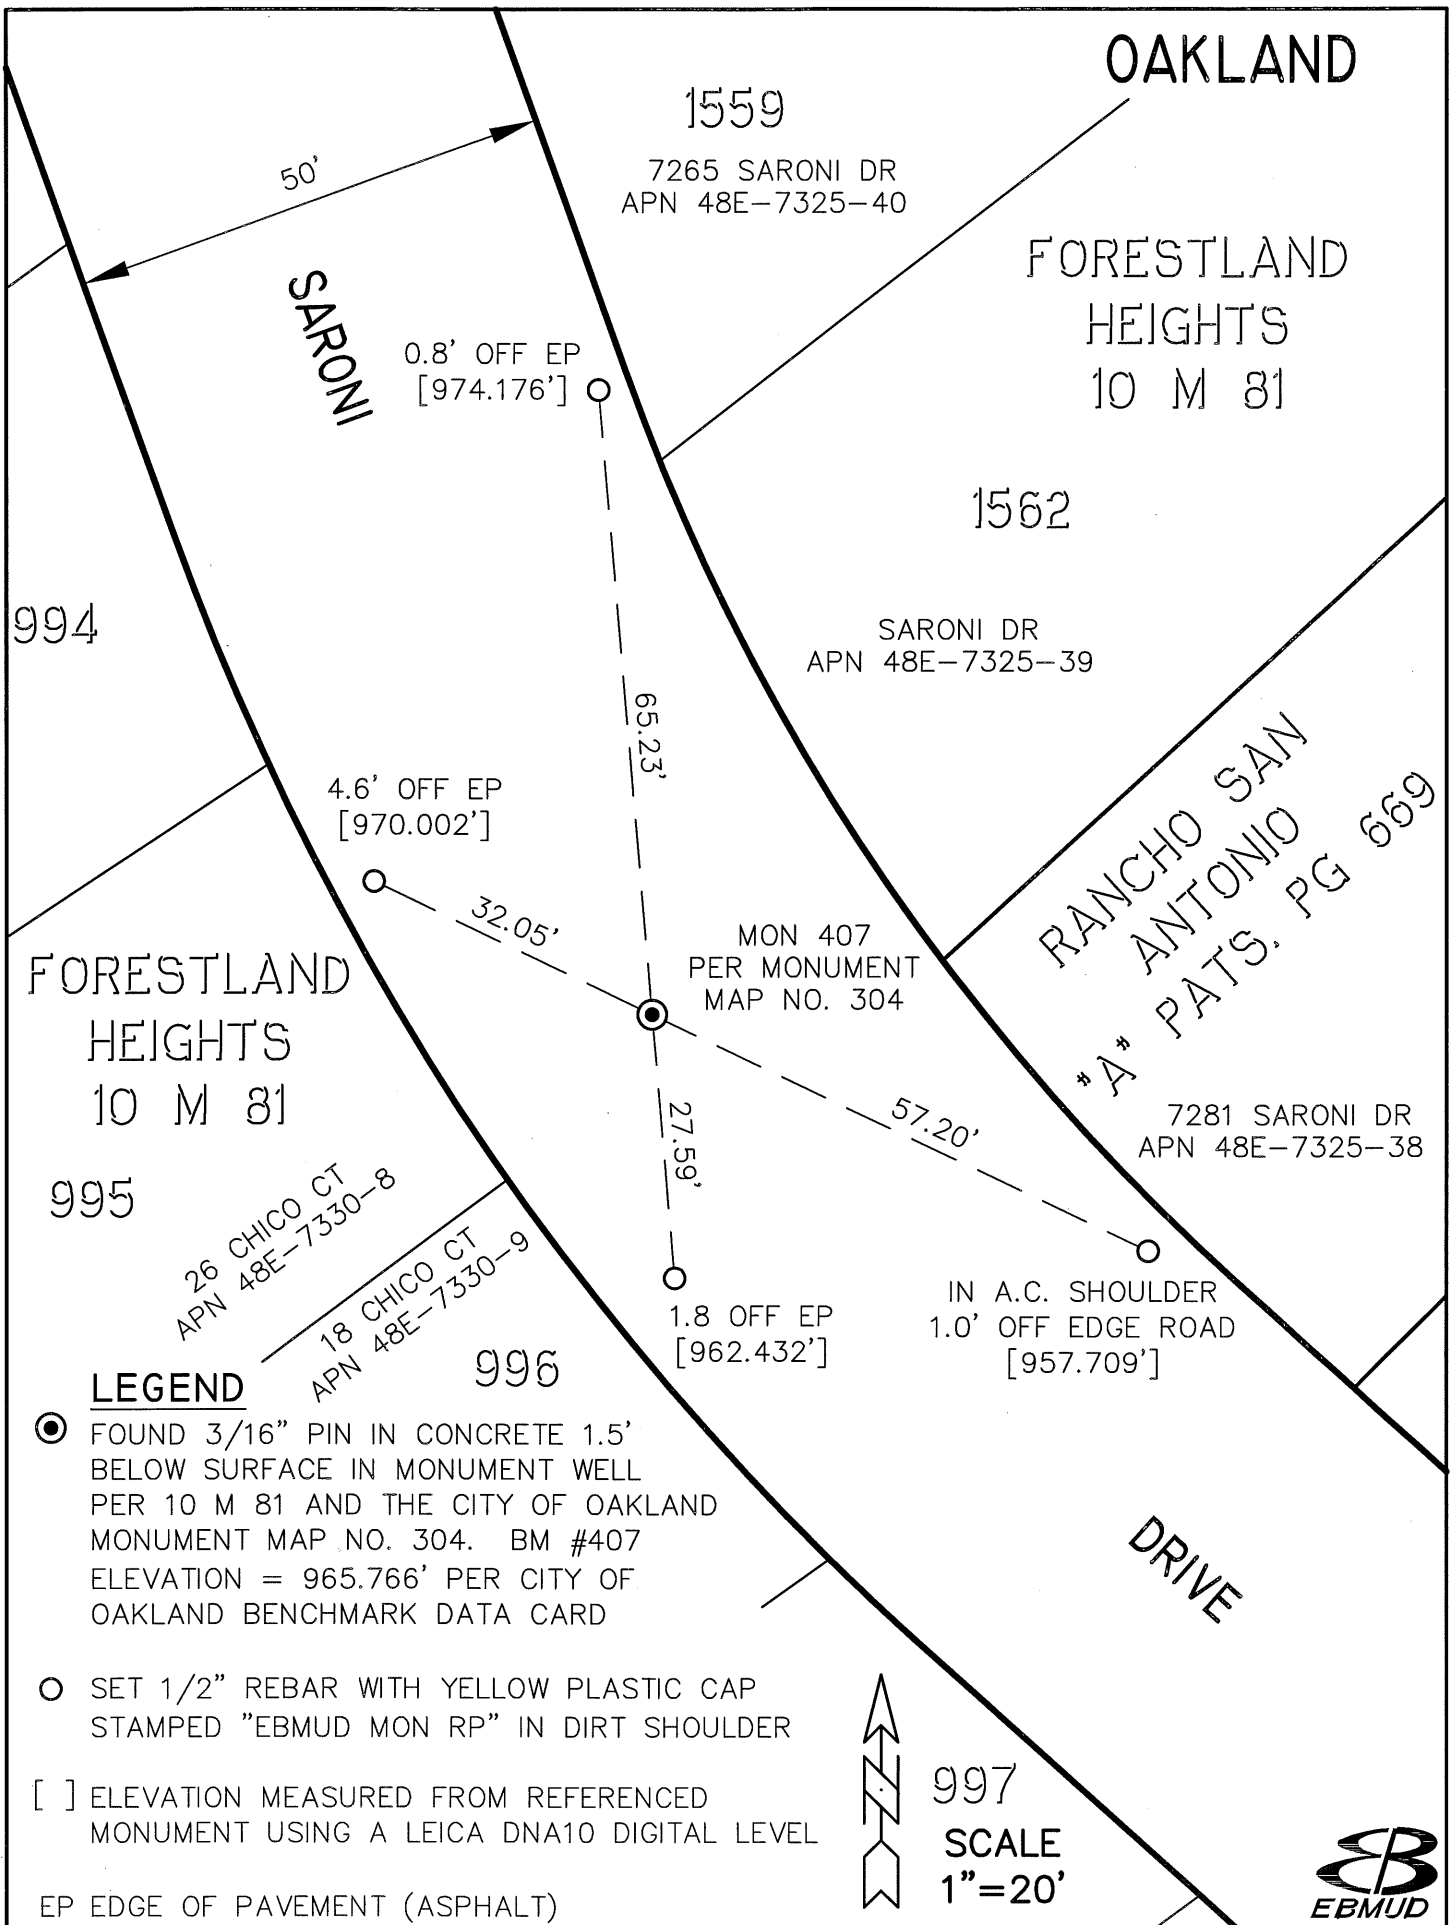 OAKLAND
1559
7265 SARONI DR
APN 48E-7325-40
50'
SARONI
FORESTLAND
HEIGHTS
10 M 81
0.8' OFF EP
[974.176']
1562
994
SARONI DR
APN 48E-7325-39
65.23'
4.6' OFF EP
[970.002']
32.05'
MON 407
PER MONUMENT
MAP NO. 304
RANCHO SAN
ANTONIO
"A" PATS. PG 669
FORESTLAND
HEIGHTS
10 M 81
27.59'
57.20'
7281 SARONI DR
APN 48E-7325-38
995
26 CHICO CT
APN 48E-7330-8
18 CHICO CT
APN 48E-7330-9
996
1.8 OFF EP
[962.432']
IN A.C. SHOULDER
1.0' OFF EDGE ROAD
[957.709']
LEGEND
FOUND 3/16" PIN IN CONCRETE 1.5'
BELOW SURFACE IN MONUMENT WELL
PER 10 M 81 AND THE CITY OF OAKLAND
MONUMENT MAP NO. 304. BM #407
ELEVATION = 965.766' PER CITY OF
OAKLAND BENCHMARK DATA CARD
DRIVE
SET 1/2" REBAR WITH YELLOW PLASTIC CAP
STAMPED "EBMUD MON RP" IN DIRT SHOULDER
[ ] ELEVATION MEASURED FROM REFERENCED
MONUMENT USING A LEICA DNA10 DIGITAL LEVEL
EP EDGE OF PAVEMENT (ASPHALT)
N
997
SCALE
1"=20'
EBMUD